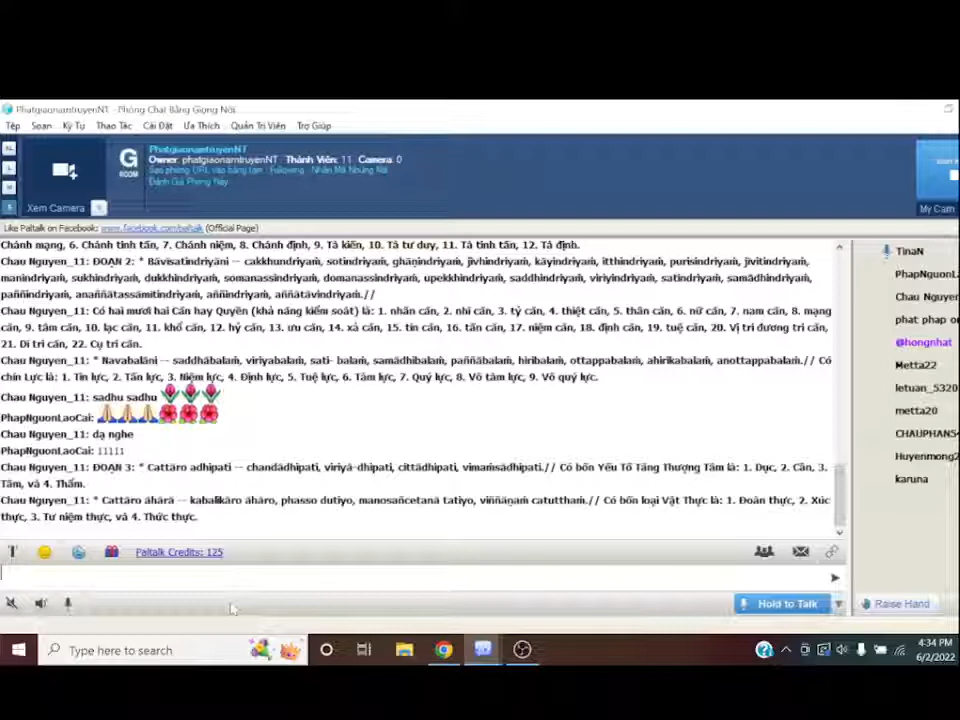 PhatgiaonamtruyenNT - Phòng Chat Bằng Giọng Nói
Tệp Soạn Ký Tự Thao Tác Cài Đặt Ưa Thích Quản Trị Viên Trợ Giúp
PhatgiaonamtruyenNT
Owner: phatgiaonamtruyenNT Thành Viên: 11 Camera: 0
G
ROOM
Đánh Giá Phòng Này
Xem Camera
My Cam
Like Paltalk on Facebook: www.facebook.com/paltalk (Official Page)
Chánh mạng, 6. Chánh tinh tấn, 7. Chánh niệm, 8. Chánh định, 9. Tà kiến, 10. Tà tư duy, 11. Tà tinh tấn, 12. Tà định.
Chau Nguyen_11: ĐOẠN 2: * Bāvīsatindriyāni -- cakkhundriyaṁ, sotindriyaṁ, ghānindriyaṁ, jivhindriyaṁ, kāyindriyaṁ, itthindriyaṁ, purisindriyaṁ, jīvitindriyaṁ,
manindriyaṁ, sukhindriyaṁ, dukkhindriyaṁ, somanassindriyaṁ, domanassindriyaṁ, upekkhindriyaṁ, saddhindriyaṁ, viriyindriyaṁ, satindriyaṁ, samādhindriyaṁ,
paññindriyaṁ, anaññātassāmītindriyaṁ, aññindriyaṁ, aññātāvindriyaṁ.//
Chau Nguyen_11: Có hai mươi hai Căn hay Quyền (khả năng kiểm soát) là: 1. nhãn căn, 2. nhĩ căn, 3. tỷ căn, 4. thiệt căn, 5. thân căn, 6. nữ căn, 7. nam căn, 8. mạng
căn, 9. tâm căn, 10. lạc căn, 11. khổ căn, 12. hỷ căn, 13. ưu căn, 14. xả căn, 15. tín căn, 16. tấn căn, 17. niệm căn, 18. định căn, 19. tuệ căn, 20. Vị tri đương tri căn,
21. Dĩ tri căn, 22. Cụ tri căn.
Chau Nguyen_11: * Navabalāni -- saddhābalaṁ, viriyabalaṁ, sati- balaṁ, samādhibalaṁ, paññābalaṁ, hiribalaṁ, ottappabalaṁ, ahirikabalaṁ, anottappabalaṁ.// Có
chín Lực là: 1. Tín lực, 2. Tấn lực, 3. Niệm lực, 4. Định lực, 5. Tuệ lực, 6. Tàm lực, 7. Quý lực, 8. Vô tàm lực, 9. Vô quý lực.
Chau Nguyen_11: sadhu sadhu
PhapNguonLaoCai:
Chau Nguyen_11: dạ nghe
PhapNguonLaoCai: 11111
Chau Nguyen_11: ĐOẠN 3: * Cattāro adhipati -- chandādhipati, viriyā-dhipati, cittādhipati, vimaṁsādhipati.// Có bốn Yếu Tố Tăng Thượng Tâm là: 1. Dục, 2. Cần, 3.
Tâm, và 4. Thẩm.
Chau Nguyen_11: * Cattāro āhārā -- kabalīkāro āhāro, phasso dutiyo, manosañcetanā tatiyo, viññāṇaṁ catutthaṁ.// Có bốn loại Vật Thực là: 1. Đoàn thực, 2. Xúc
thực, 3. Tư niệm thực, và 4. Thức thực.
TinaN
PhapNguonL
Chau Nguyen
phat phap
@hongnhat
Metta22
letuan_5320
metta20
CHAUPHAN5
Huyenmong2
karuna
Paltalk Credits: 125
Hold to Talk
Raise Hand
Type here to search
4:34 PM
6/2/2022